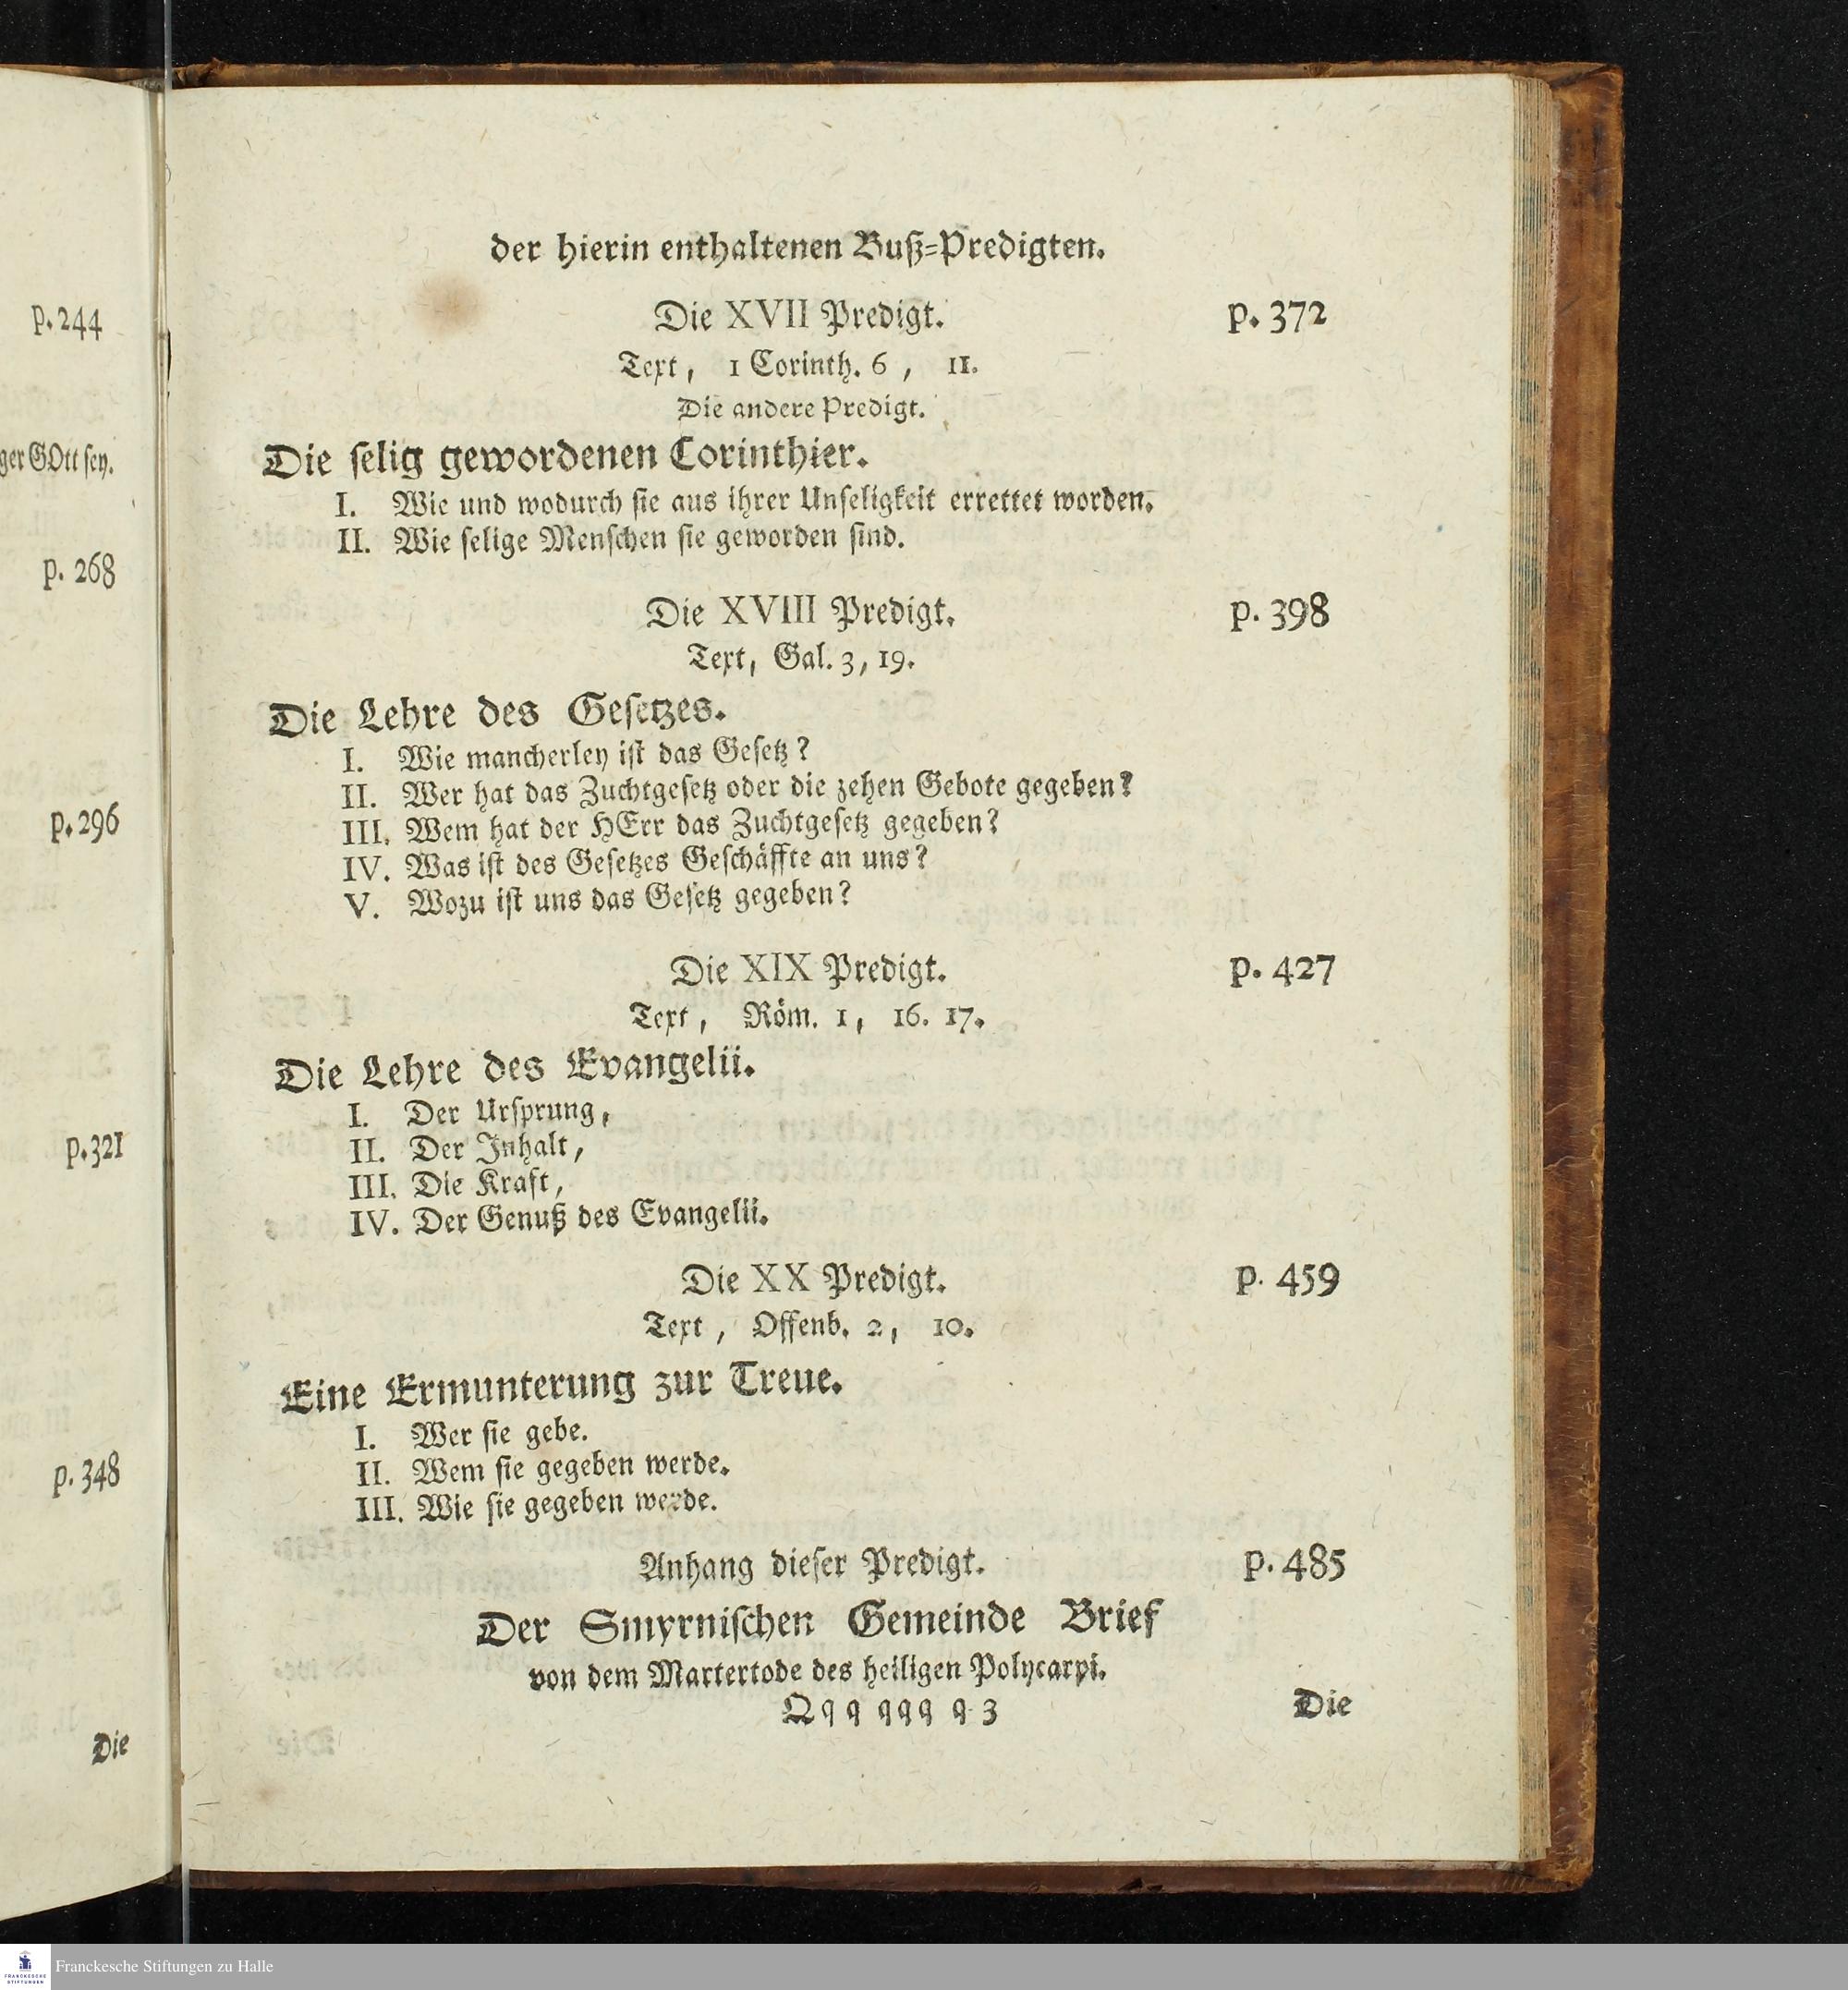 p. 244
ger GOtt sey.
p. 268
p. 296
p. 321
p. 348
Die
der hierin enthaltenen Buß=Predigten.
Die XVII Predigt. p. 372
Text, 1 Corinth. 6, 11.
Die andere Predigt.
Die selig gewordenen Corinthier.
I. Wie und wodurch sie aus ihrer Unseligkeit errettet worden.
II. Wie selige Menschen sie geworden sind.
Die XVIII Predigt. p. 398
Text, Gal. 3, 19.
Die Lehre des Gesetzes.
I. Wie mancherley ist das Gesetz?
II. Wer hat das Zuchtgesetz oder die zehen Gebote gegeben?
III. Wem hat der HErr das Zuchtgesetz gegeben?
IV. Was ist des Gesetzes Geschäffte an uns?
V. Wozu ist uns das Gesetz gegeben?
Die XIX Predigt. p. 427
Text, Röm. 1, 16. 17.
Die Lehre des Evangelii.
I. Der Ursprung,
II. Der Inhalt,
III. Die Kraft,
IV. Der Genuß des Evangelii.
Die XX Predigt. p. 459
Text, Offenb. 2, 10.
Eine Ermunterung zur Treue.
I. Wer sie gebe.
II. Wem sie gegeben werde.
III. Wie sie gegeben werde.
Anhang dieser Predigt. p. 485
Der Smyrnischen Gemeinde Brief
von dem Martertode des heiligen Polycarpi.
Qqq qqq q 3 Die
FRANCKESCHE
STIFTUNGEN
Franckesche Stiftungen zu Halle